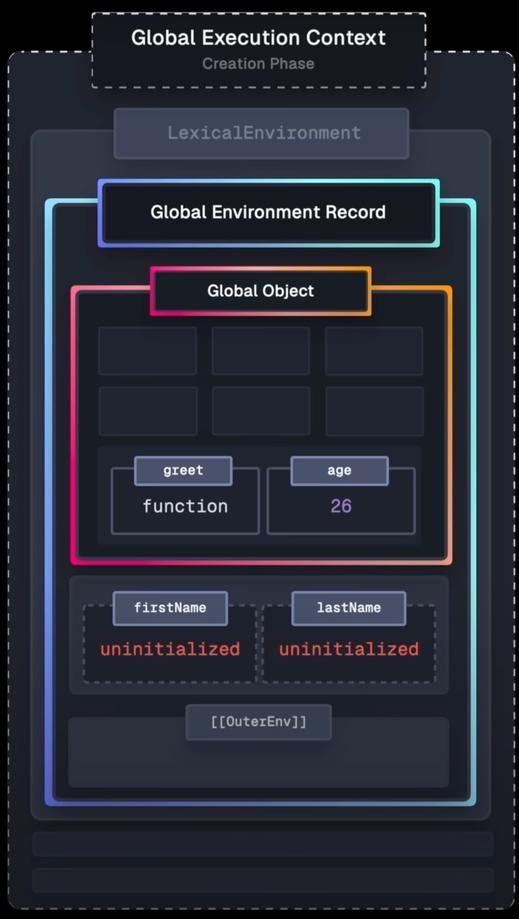 Global Execution Context
Creation Phase
LexicalEnvironment
Global Environment Record
Global Object
greet
age
function
26
firstName
lastName
uninitialized
uninitialized
[[OuterEnv]]